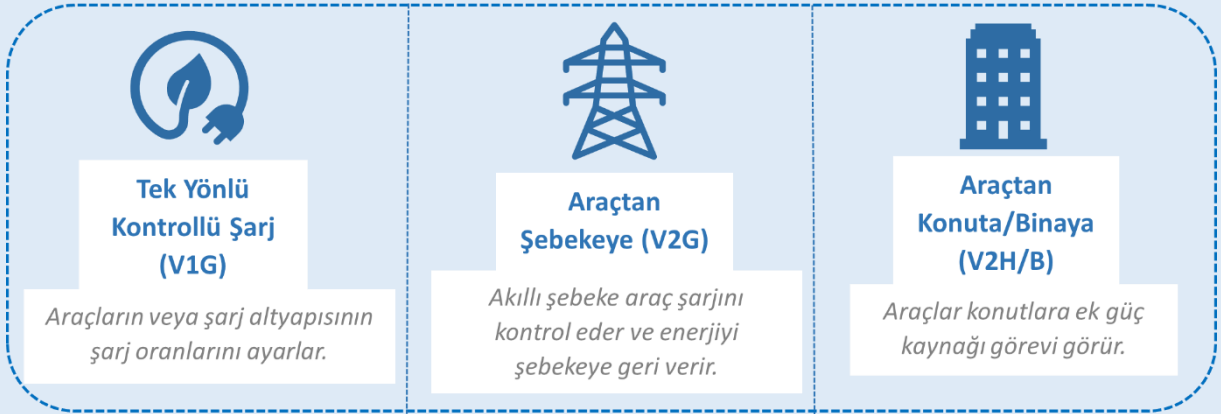 Tek Yönlü
Kontrollü Şarj
(V1G)
Araçların veya şarj altyapısının
şarj oranlarını ayarlar.
Araçtan
Şebekeye (V2G)
Akıllı şebeke araç şarjını
kontrol eder ve enerjiyi
şebekeye geri verir.
Araçtan
Konuta/Binaya
(V2H/B)
Araçlar konutlara ek güç
kaynağı görevi görür.